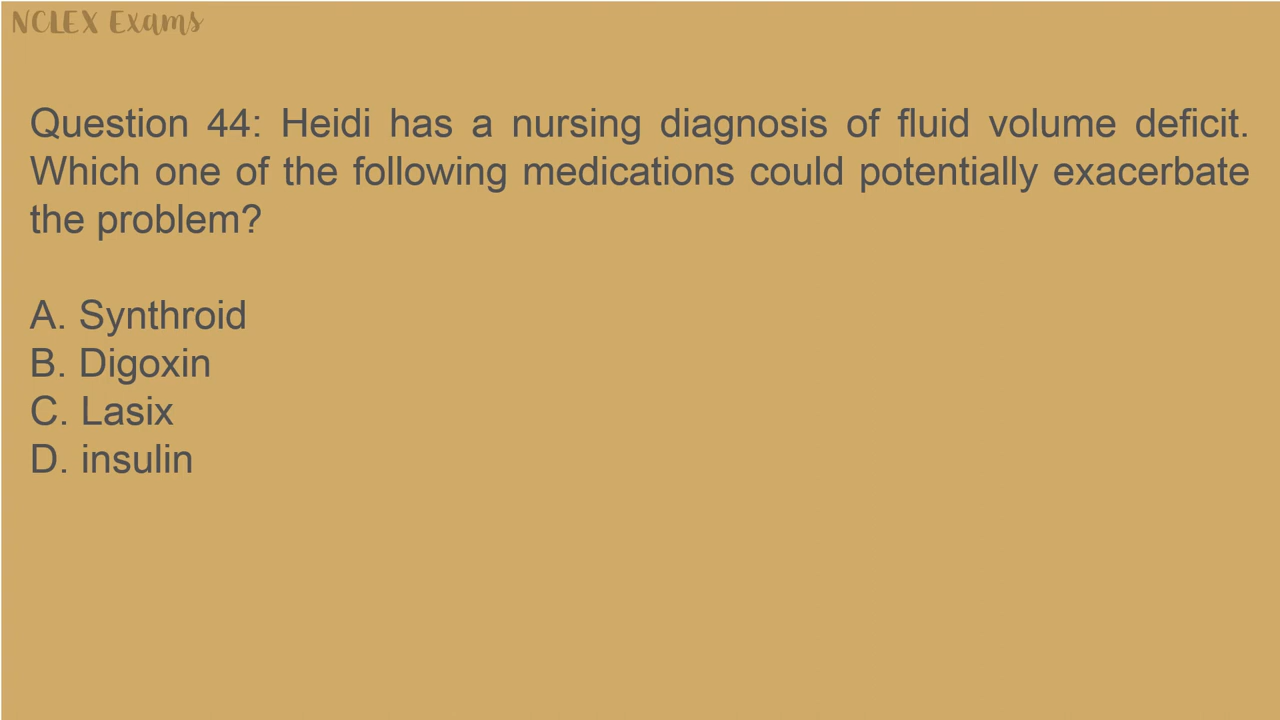 NCLEX Exams
Question 44: Heidi has a nursing diagnosis of fluid volume deficit.
Which one of the following medications could potentially exacerbate
the problem?
A. Synthroid
B. Digoxin
C. Lasix
D. insulin